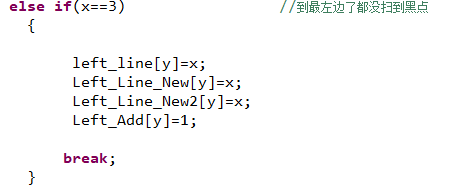 else if(x==3) //到最左边了都没扫到黑点
{
left_line[y]=x;
Left_Line_New[y]=x;
Left_Line_New2[y]=x;
Left_Add[y]=1;
break;
}